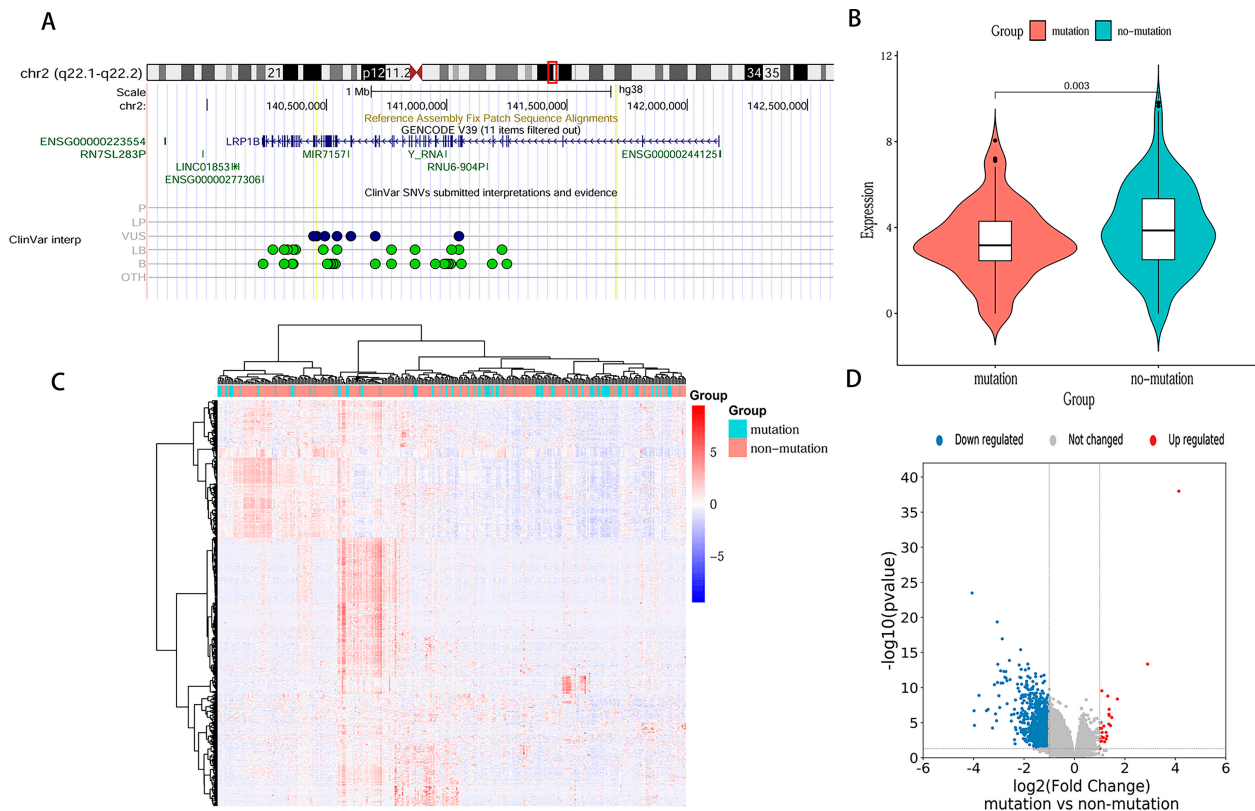 A
chr2 (q22.1-q22.2)
21
p12
11.2
34
35
Scale
1 Mb
hg38
chr2:
140,500,000
141,000,000
141,500,000
142,000,000
142,500,000
Reference Assembly Fix Patch Sequence Alignments
GENCODE V39 (11 items filtered out)
ENSG00000223554
LRP1B
RN7SL283P
MIR7157
Y_RNA
ENSG00000244125
LINC01853
RNU6-904P
ENSG00000277306
ClinVar SNVs submitted interpretations and evidence
P
LP
ClinVar interp
VUS
LB
B
OTH
B
Group
mutation
no-mutation
12
8
4
0
Expression
0.003
mutation
no-mutation
Group
C
Group
5
0
−5
Group
mutation
non−mutation
D
Down regulated
Not changed
Up regulated
40
35
30
25
20
15
10
5
0
-log10(pvalue)
-6
-4
-2
0
2
4
6
log2(Fold Change)
mutation vs non-mutation